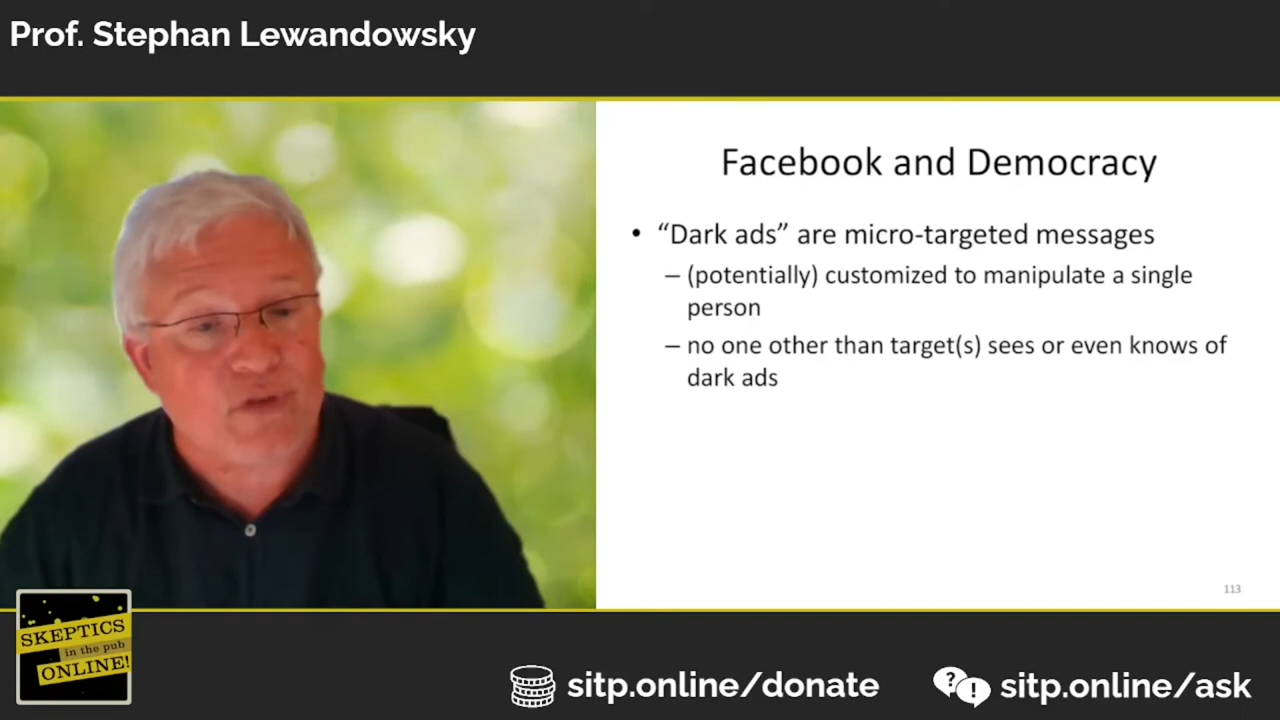 Prof. Stephan Lewandowsky
Facebook and Democracy
• “Dark ads” are micro-targeted messages
– (potentially) customized to manipulate a single
person
– no one other than target(s) sees or even knows of
dark ads
113
SKEPTICS
in the pub
ONLINE!
sitp.online/donate
?!
sitp.online/ask